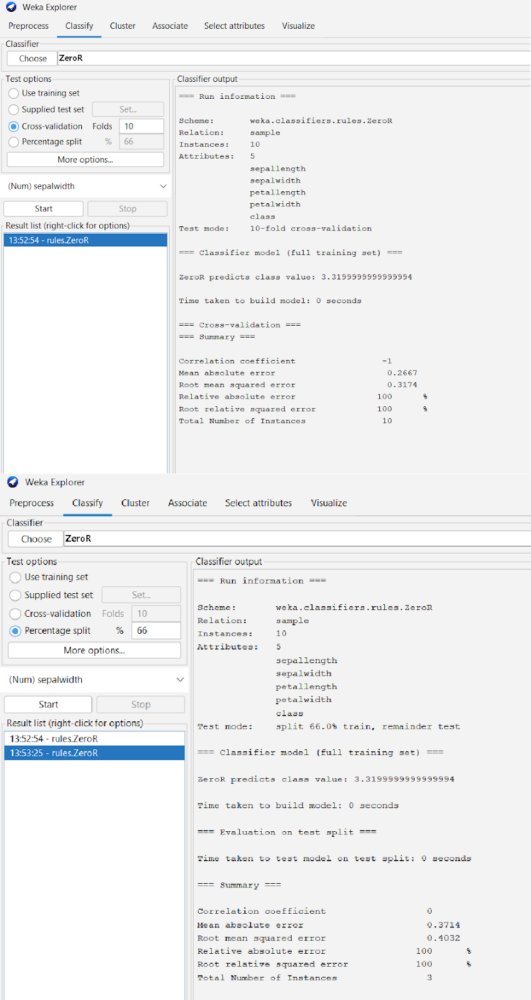 Weka Explorer
Preprocess Classify Cluster Associate Select attributes Visualize
Classifier
Choose ZeroR
Test options
Use training set
Supplied test set Set...
Cross-validation Folds 10
Percentage split % 66
More options...
(Num) sepalwidth
Start Stop
Result list (right-click for options)
13:52:54 - rules.ZeroR
Classifier output
=== Run information ===
Scheme: weka.classifiers.rules.ZeroR
Relation: sample
Instances: 10
Attributes: 5
sepallength
sepalwidth
petallength
petalwidth
class
Test mode: 10-fold cross-validation
=== Classifier model (full training set) ===
ZeroR predicts class value: 3.3199999999999994
Time taken to build model: 0 seconds
=== Cross-validation ===
=== Summary ===
Correlation coefficient -1
Mean absolute error 0.2667
Root mean squared error 0.3174
Relative absolute error 100 %
Root relative squared error 100 %
Total Number of Instances 10
Weka Explorer
Preprocess Classify Cluster Associate Select attributes Visualize
Classifier
Choose ZeroR
Test options
Use training set
Supplied test set Set...
Cross-validation Folds 10
Percentage split % 66
More options...
(Num) sepalwidth
Start Stop
Result list (right-click for options)
13:52:54 - rules.ZeroR
13:53:25 - rules.ZeroR
Classifier output
=== Run information ===
Scheme: weka.classifiers.rules.ZeroR
Relation: sample
Instances: 10
Attributes: 5
sepallength
sepalwidth
petallength
petalwidth
class
Test mode: split 66.0% train, remainder test
=== Classifier model (full training set) ===
ZeroR predicts class value: 3.3199999999999994
Time taken to build model: 0 seconds
=== Evaluation on test split ===
Time taken to test model on test split: 0 seconds
=== Summary ===
Correlation coefficient 0
Mean absolute error 0.3714
Root mean squared error 0.4032
Relative absolute error 100 %
Root relative squared error 100 %
Total Number of Instances 3